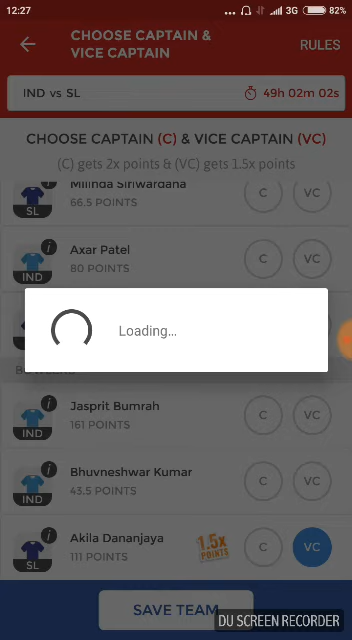 12:27
3G 82%
CHOOSE CAPTAIN &
VICE CAPTAIN
RULES
IND vs SL
49h 02m 02s
CHOOSE CAPTAIN (C) & VICE CAPTAIN (VC)
(C) gets 2x points & (VC) gets 1.5x points
Milinda Siriwardana
66.5 POINTS
SL
C
VC
Axar Patel
80 POINTS
IND
C
VC
Loading...
Jasprit Bumrah
161 POINTS
IND
C
VC
Bhuvneshwar Kumar
43.5 POINTS
IND
C
VC
Akila Dananjaya
111 POINTS
SL
1.5x
POINTS
C
VC
SAVE TEAM
DU SCREEN RECORDER